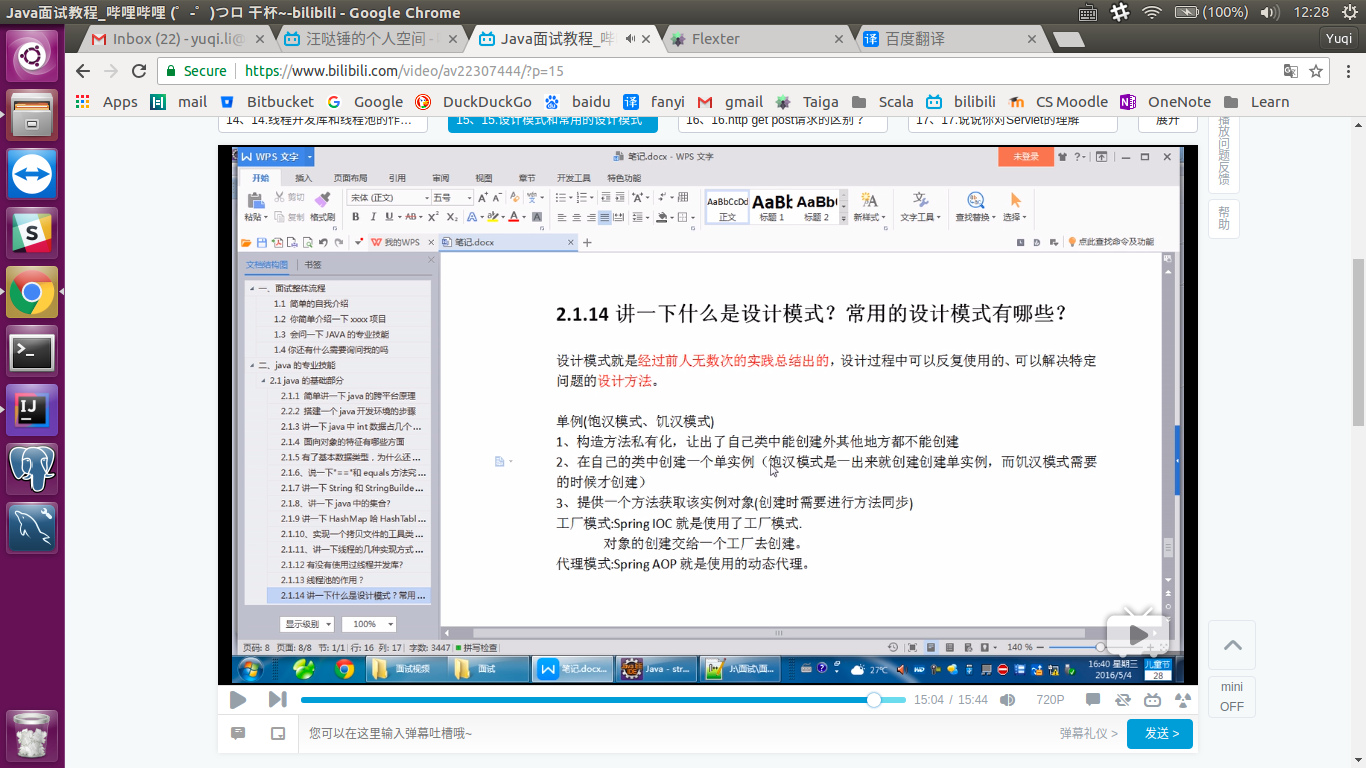 Java面试教程_哔哩哔哩 (゜-゜)つロ 干杯~-bilibili - Google Chrome
(100%)
12:28
Inbox (22) - yuqi.li@
汪哒锤的个人空间 -
Java面试教程_哔
Flexter
百度翻译
Yuqi
Secure
https://www.bilibili.com/video/av22307444/?p=15
Apps
mail
Bitbucket
Google
DuckDuckGo
baidu
fanyi
gmail
Taiga
Scala
bilibili
CS Moodle
OneNote
Learn
14、14.线程开发库和线程池的作…
15、15.设计模式和常用的设计模式
16、16.http get post请求的区别？
17、17.说说你对Servlet的理解
展开
播放问题反馈
帮助
WPS 文字
笔记.docx - WPS 文字
未登录
开始
插入
页面布局
引用
审阅
视图
章节
开发工具
特色功能
粘贴
剪切
复制
格式刷
宋体 (正文)
五号
AaBbCcDd
正文
AaBb
标题 1
AaBb(
标题 2
新样式
文字工具
查找替换
选择
我的WPS
笔记.docx
点此查找命令及功能
文档结构图
书签
一、面试整体流程
1.1 简单的自我介绍
1.2 你简单介绍一下 xxxx 项目
1.3 会问一下 JAVA 的专业技能
1.4 你还有什么需要询问我的吗
二、java 的专业技能
2.1 java 的基础部分
2.1.1 简单讲一下 java 的跨平台原理
2.2.2 搭建一个 java 开发环境的步骤
2.1.3 讲一下 java 中 int 数据占几个 ...
2.1.4 面向对象的特征有哪些方面
2.1.5 有了基本数据类型，为什么还 ...
2.1.6、说一下"=="和 equals 方法究 ...
2.1.7 讲一下 String 和 StringBuilde ...
2.1.8、讲一下 java 中的集合?
2.1.9 讲一下 HashMap 哈 HashTabl ...
2.1.10、实现一个拷贝文件的工具类 ...
2.1.11、讲一下线程的几种实现方式 ...
2.1.12 有没有使用过线程并发库?
2.1.13 线程池的作用？
2.1.14 讲一下什么是设计模式？常用 ...
显示级别
100%
2.1.14 讲一下什么是设计模式？常用的设计模式有哪些？
设计模式就是经过前人无数次的实践总结出的，设计过程中可以反复使用的、可以解决特定
问题的设计方法。
单例(饱汉模式、饥汉模式)
1、构造方法私有化，让出了自己类中能创建外其他地方都不能创建
2、在自己的类中创建一个单实例（饱汉模式是一出来就创建创建单实例，而饥汉模式需要
的时候才创建）
3、提供一个方法获取该实例对象(创建时需要进行方法同步)
工厂模式:Spring IOC 就是使用了工厂模式.
对象的创建交给一个工厂去创建。
代理模式:Spring AOP 就是使用的动态代理。
页码: 8 页面: 8/8 节: 1/1 行: 16 列: 17 字数: 3447 拼写检查
140 %
面试视频
面试
笔记.docx...
Java - str...
J:\面试\面...
27℃
16:40 星期三
2016/5/4
儿童节
28
15:04 / 15:44
720P
mini
OFF
您可以在这里输入弹幕吐槽哦~
弹幕礼仪 >
发送 >